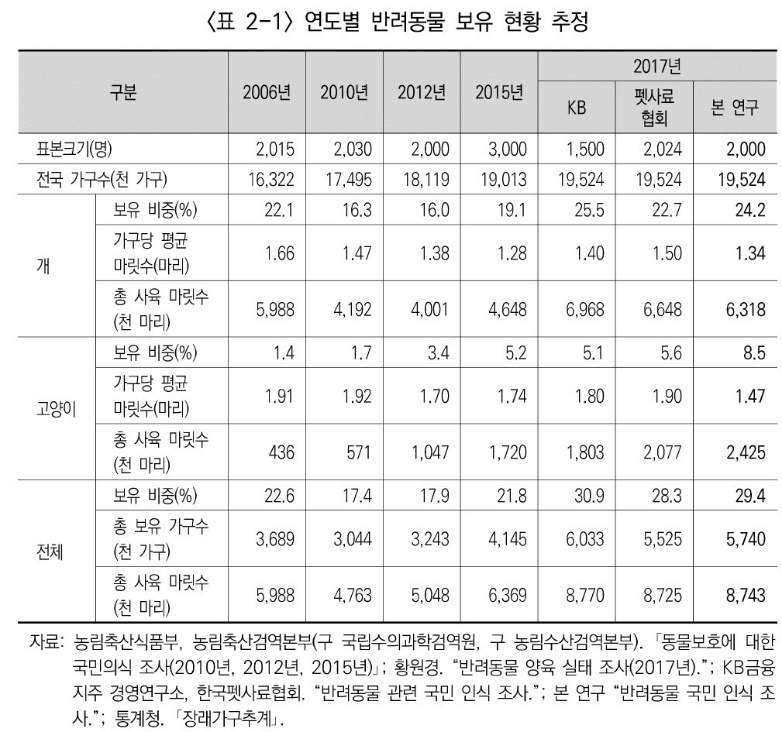 <표 2-1> 연도별 반려동물 보유 현황 추정
구분 2006년 2010년 2012년 2015년 2017년
KB 펫사료 협회 본 연구
표본크기(명) 2,015 2,030 2,000 3,000 1,500 2,024 2,000
전국 가구수(천 가구) 16,322 17,495 18,119 19,013 19,524 19,524 19,524
개
보유 비중(%) 22.1 16.3 16.0 19.1 25.5 22.7 24.2
가구당 평균
마릿수(마리) 1.66 1.47 1.38 1.28 1.40 1.50 1.34
총 사육 마릿수
(천 마리) 5,988 4,192 4,001 4,648 6,968 6,648 6,318
고양이
보유 비중(%) 1.4 1.7 3.4 5.2 5.1 5.6 8.5
가구당 평균
마릿수(마리) 1.91 1.92 1.70 1.74 1.80 1.90 1.47
총 사육 마릿수
(천 마리) 436 571 1,047 1,720 1,803 2,077 2,425
전체
보유 비중(%) 22.6 17.4 17.9 21.8 30.9 28.3 29.4
총 보유 가구수
(천 가구) 3,689 3,044 3,243 4,145 6,033 5,525 5,740
총 사육 마릿수
(천 마리) 5,988 4,763 5,048 6,369 8,770 8,725 8,743
자료: 농림축산식품부, 농림축산검역본부(구 국립수의과학검역원, 구 농림수산검역본부). 「동물보호에 대한
국민의식 조사(2010년, 2012년, 2015년)」; 황원경. "반려동물 양육 실태 조사(2017년)."; KB금융
지주 경영연구소, 한국펫사료협회. "반려동물 관련 국민 인식 조사."; 본 연구 "반려동물 국민 인식 조
사."; 통계청. 「장래가구추계」.